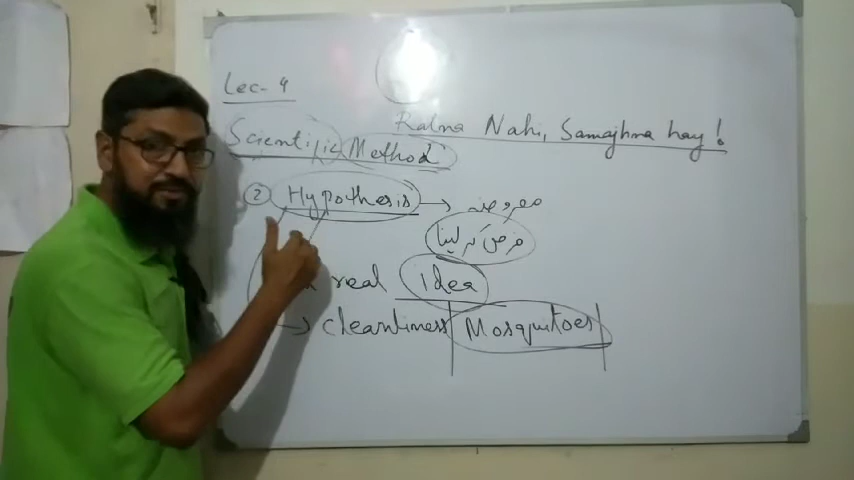 Lec-4
Ratna Nahi, Samajhna hay!
Scientific Method
② Hypothesis → مفروضہ
فرض کر لینا
real idea
→ cleanliness Mosquitoes